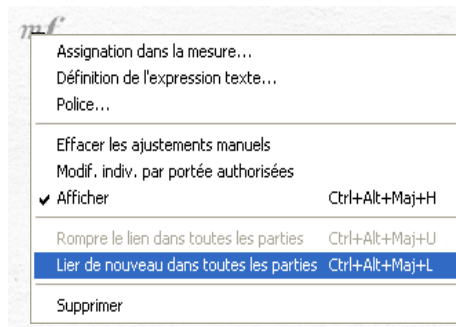 mf
Assignation dans la mesure...
Définition de l'expression texte...
Police...
Effacer les ajustements manuels
Modif. indiv. par portée authorisées
Afficher Ctrl+Alt+Maj+H
Rompre le lien dans toutes les parties Ctrl+Alt+Maj+U
Lier de nouveau dans toutes les parties Ctrl+Alt+Maj+L
Supprimer